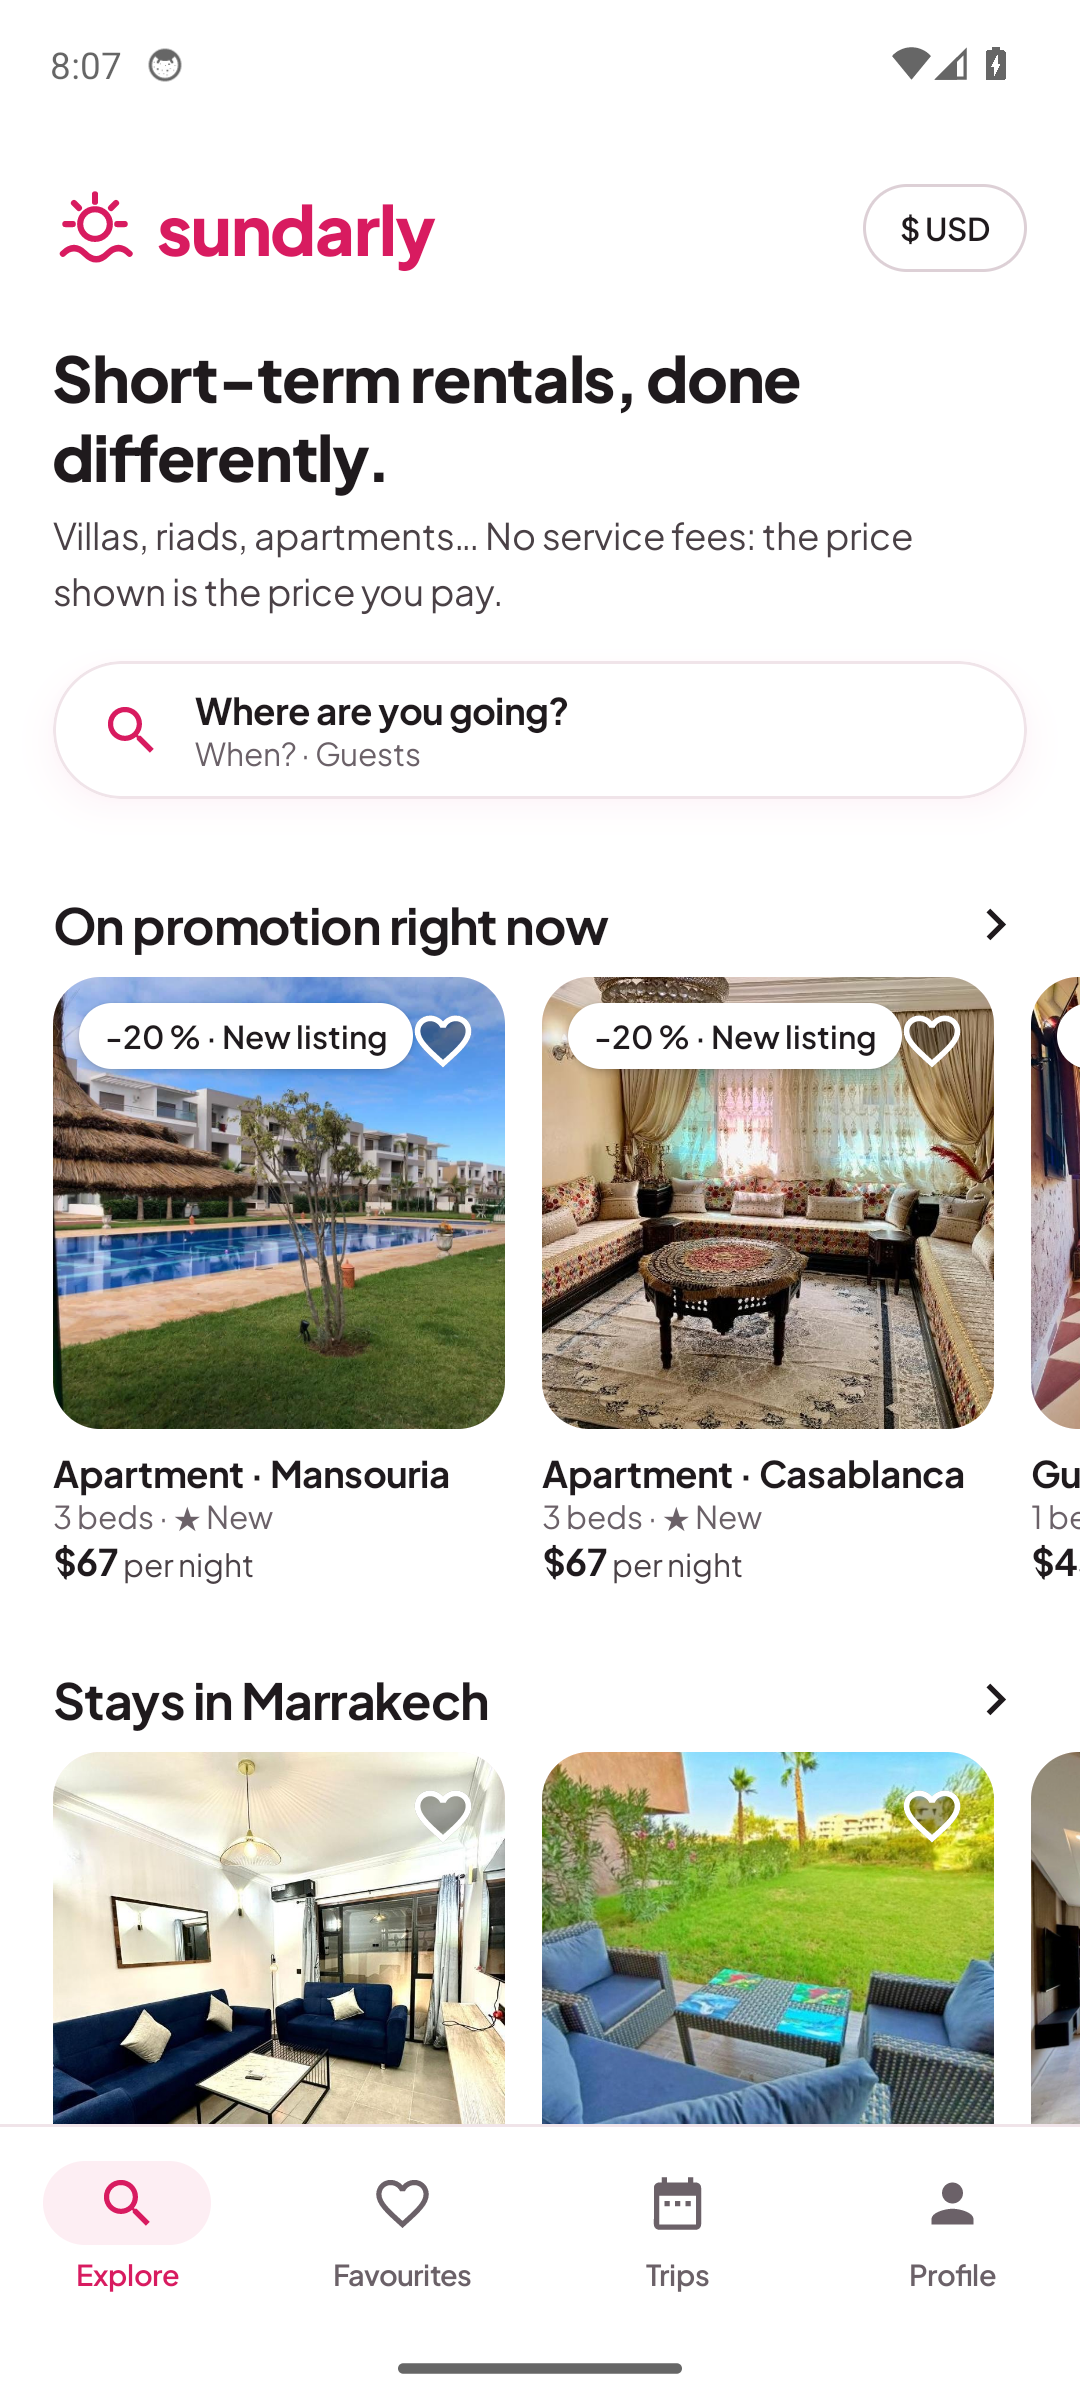 8:07
sundarly
$ USD
Short-term rentals, done
differently.
Villas, riads, apartments... No service fees: the price
shown is the price you pay.
Where are you going?
When? · Guests
On promotion right now
-20 % · New listing
-20 % · New listing
Apartment · Mansouria
3 beds · ★ New
$67 per night
Apartment · Casablanca
3 beds · ★ New
$67 per night
Stays in Marrakech
Explore
Favourites
Trips
Profile